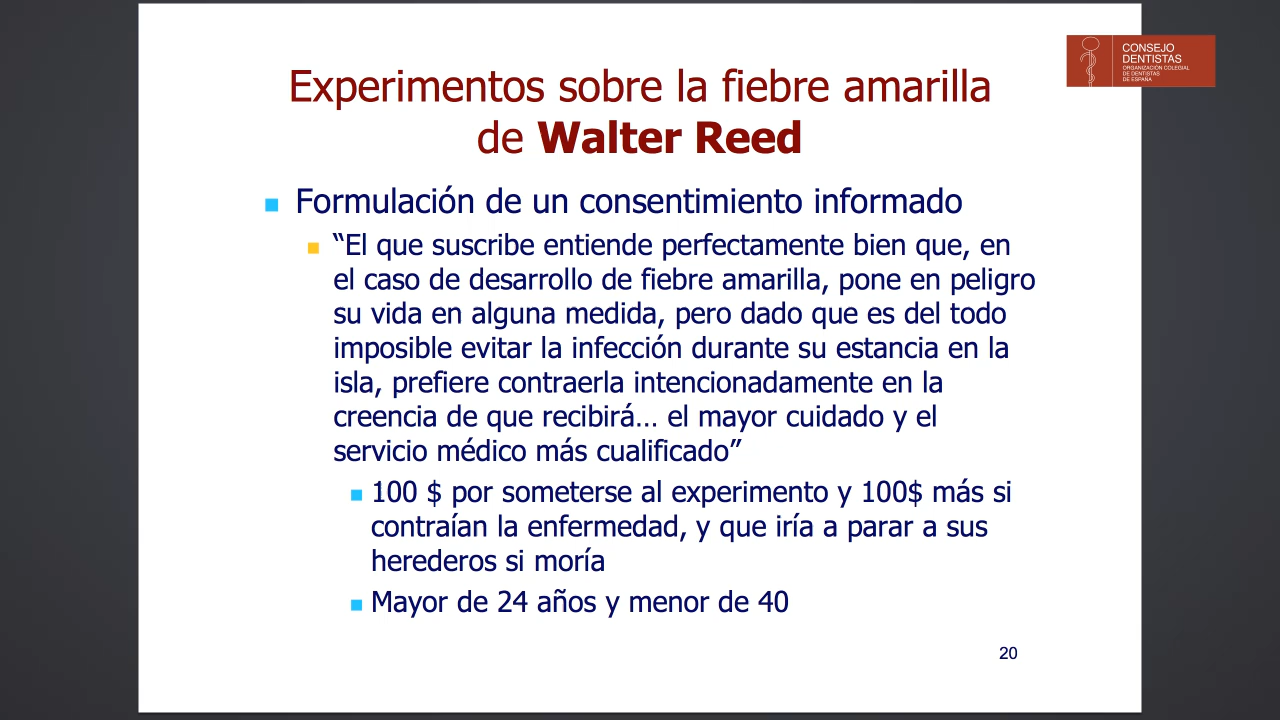 CONSEJO
DENTISTAS
ORGANIZACIÓN COLEGIAL
DE DENTISTAS
DE ESPAÑA
Experimentos sobre la fiebre amarilla
de Walter Reed
Formulación de un consentimiento informado
“El que suscribe entiende perfectamente bien que, en
el caso de desarrollo de fiebre amarilla, pone en peligro
su vida en alguna medida, pero dado que es del todo
imposible evitar la infección durante su estancia en la
isla, prefiere contraerla intencionadamente en la
creencia de que recibirá... el mayor cuidado y el
servicio médico más cualificado”
100 $ por someterse al experimento y 100$ más si
contraían la enfermedad, y que iría a parar a sus
herederos si moría
Mayor de 24 años y menor de 40
20